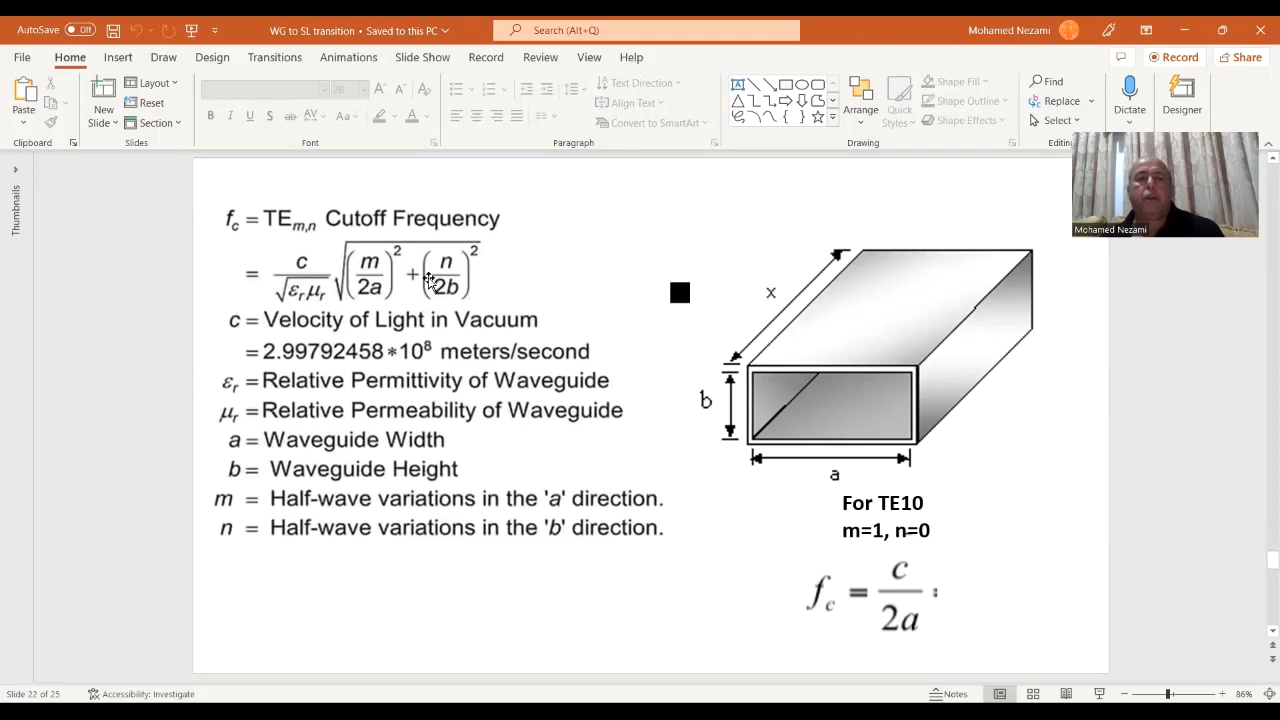 AutoSave Off
WG to SL transition • Saved to this PC
Search (Alt+Q)
Mohamed Nezami
File Home Insert Draw Design Transitions Animations Slide Show Record Review View Help
Record Share
Paste
Clipboard
New Slide
Layout
Reset
Section
Slides
38
Font
Text Direction
Align Text
Convert to SmartArt
Paragraph
Arrange
Quick Styles
Shape Fill
Shape Outline
Shape Effects
Drawing
Find
Replace
Select
Editing
Dictate
Designer
Mohamed Nezami
Thumbnails
f_c = TE_{m,n} Cutoff Frequency
= c/√(ε_r μ_r) √((m/2a)² + (n/2b)²)
c = Velocity of Light in Vacuum
= 2.99792458∗10⁸ meters/second
ε_r = Relative Permittivity of Waveguide
μ_r = Relative Permeability of Waveguide
a = Waveguide Width
b = Waveguide Height
m = Half-wave variations in the 'a' direction.
n = Half-wave variations in the 'b' direction.
x
b
a
For TE10
m=1, n=0
f_c = c/2a :
Slide 22 of 25
Accessibility: Investigate
Notes
86%